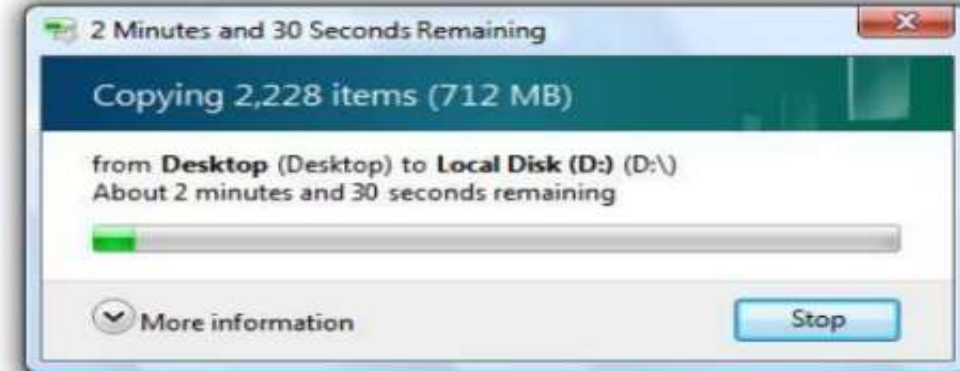 2 Minutes and 30 Seconds Remaining
Copying 2,228 items (712 MB)
from Desktop (Desktop) to Local Disk (D:) (D:\)
About 2 minutes and 30 seconds remaining
More information
Stop